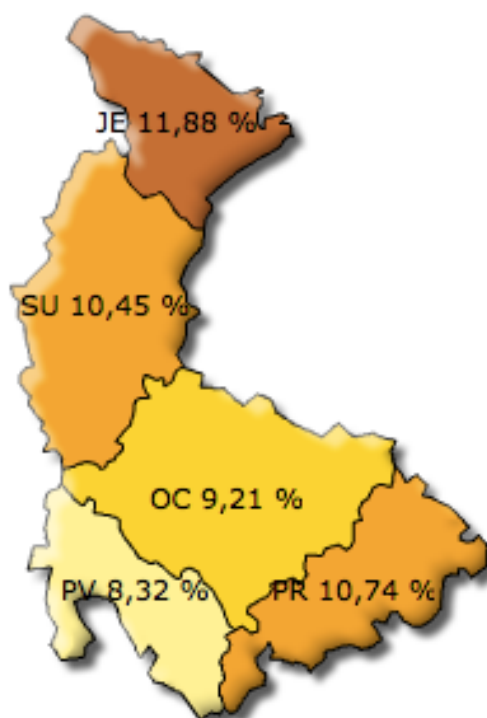 JE 11,88 %
SU 10,45 %
OC 9,21 %
PV 8,32 %
PR 10,74 %